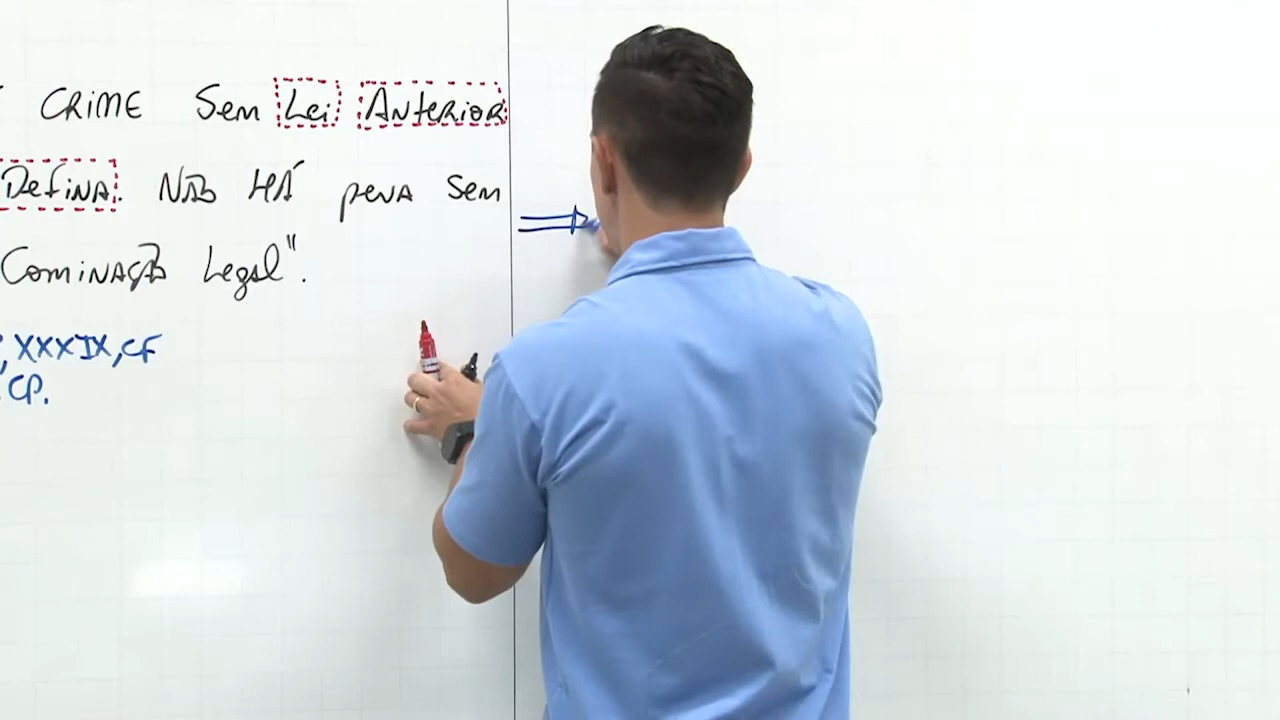 CRIME Sem Lei Anterior
Defina. NÃO HÁ pena Sem
Cominação Legal".
, XXXIX, CF
CP.